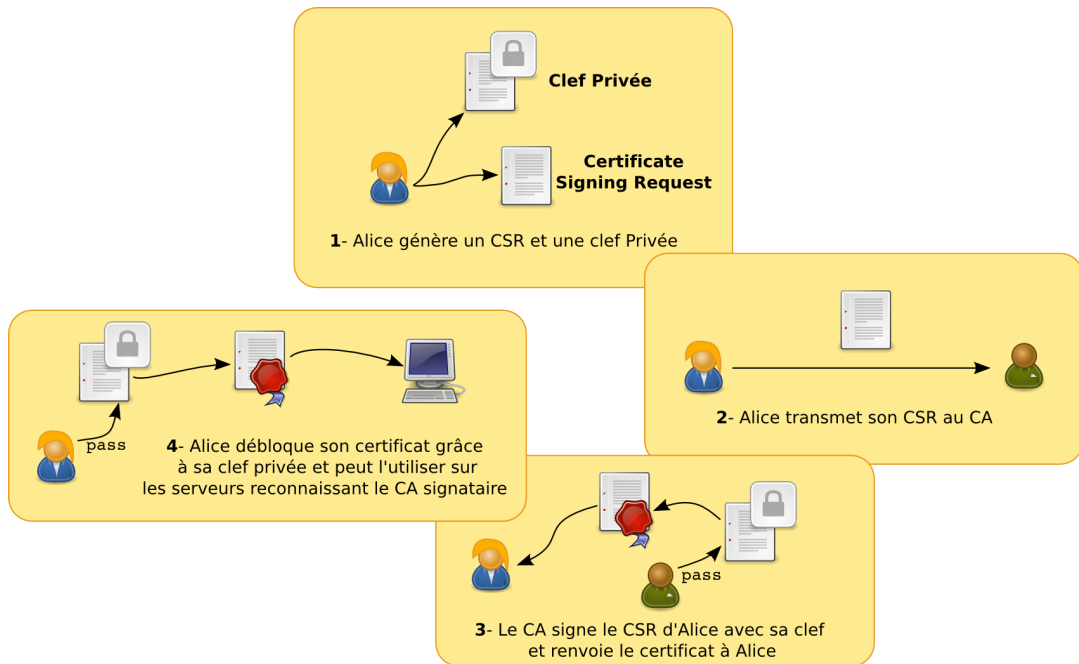 Clef Privée
Certificate
Signing Request
1- Alice génère un CSR et une clef Privée
2- Alice transmet son CSR au CA
pass
3- Le CA signe le CSR d'Alice avec sa clef
et renvoie le certificat à Alice
pass
4- Alice débloque son certificat grâce
à sa clef privée et peut l'utiliser sur
les serveurs reconnaissant le CA signataire